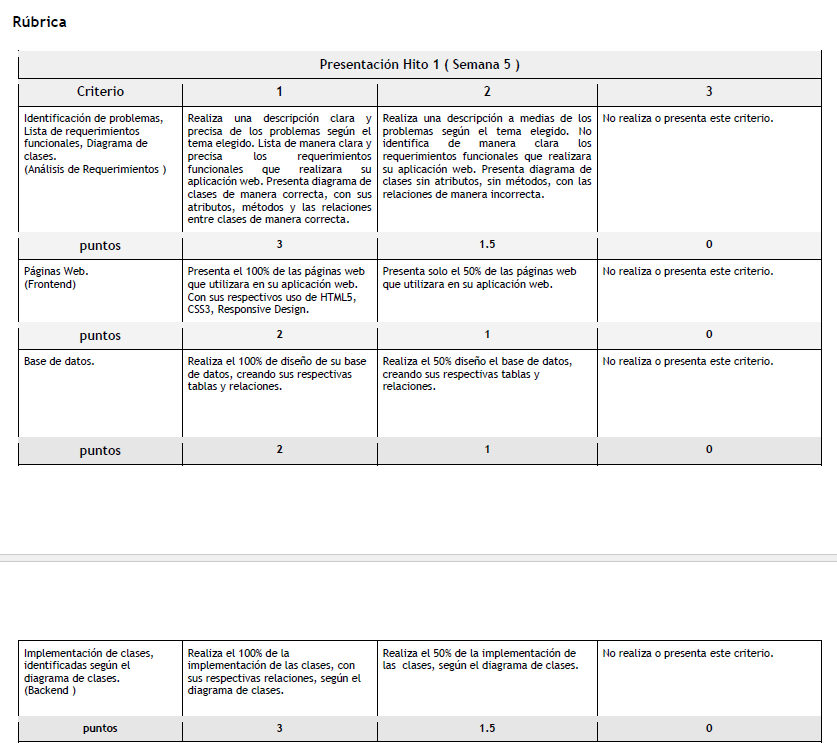 Rúbrica
Presentación Hito 1 ( Semana 5 )
Criterio
1
2
3
Identificación de problemas,
Lista de requerimientos
funcionales, Diagrama de
clases.
(Análisis de Requerimientos )
Realiza una descripción clara y
precisa de los problemas según el
tema elegido. Lista de manera clara y
precisa los requerimientos
funcionales que realizara su
aplicación web. Presenta diagrama de
clases de manera correcta, con sus
atributos, métodos y las relaciones
entre clases de manera correcta.
Realiza una descripción a medias de los
problemas según el tema elegido. No
identifica de manera clara los
requerimientos funcionales que realizara
su aplicación web. Presenta diagrama de
clases sin atributos, sin métodos, con las
relaciones de manera incorrecta.
No realiza o presenta este criterio.
puntos
3
1.5
0
Páginas Web.
(Frontend)
Presenta el 100% de las páginas web
que utilizara en su aplicación web.
Con sus respectivos uso de HTML5,
CSS3, Responsive Design.
Presenta solo el 50% de las páginas web
que utilizara en su aplicación web.
No realiza o presenta este criterio.
puntos
2
1
0
Base de datos.
Realiza el 100% de diseño de su base
de datos, creando sus respectivas
tablas y relaciones.
Realiza el 50% diseño el base de datos,
creando sus respectivas tablas y
relaciones.
No realiza o presenta este criterio.
puntos
2
1
0
Implementación de clases,
identificadas según el
diagrama de clases.
(Backend )
Realiza el 100% de la
implementación de las clases, con
sus respectivas relaciones, según el
diagrama de clases.
Realiza el 50% de la implementación de
las  clases, según el diagrama de clases.
No realiza o presenta este criterio.
puntos
3
1.5
0